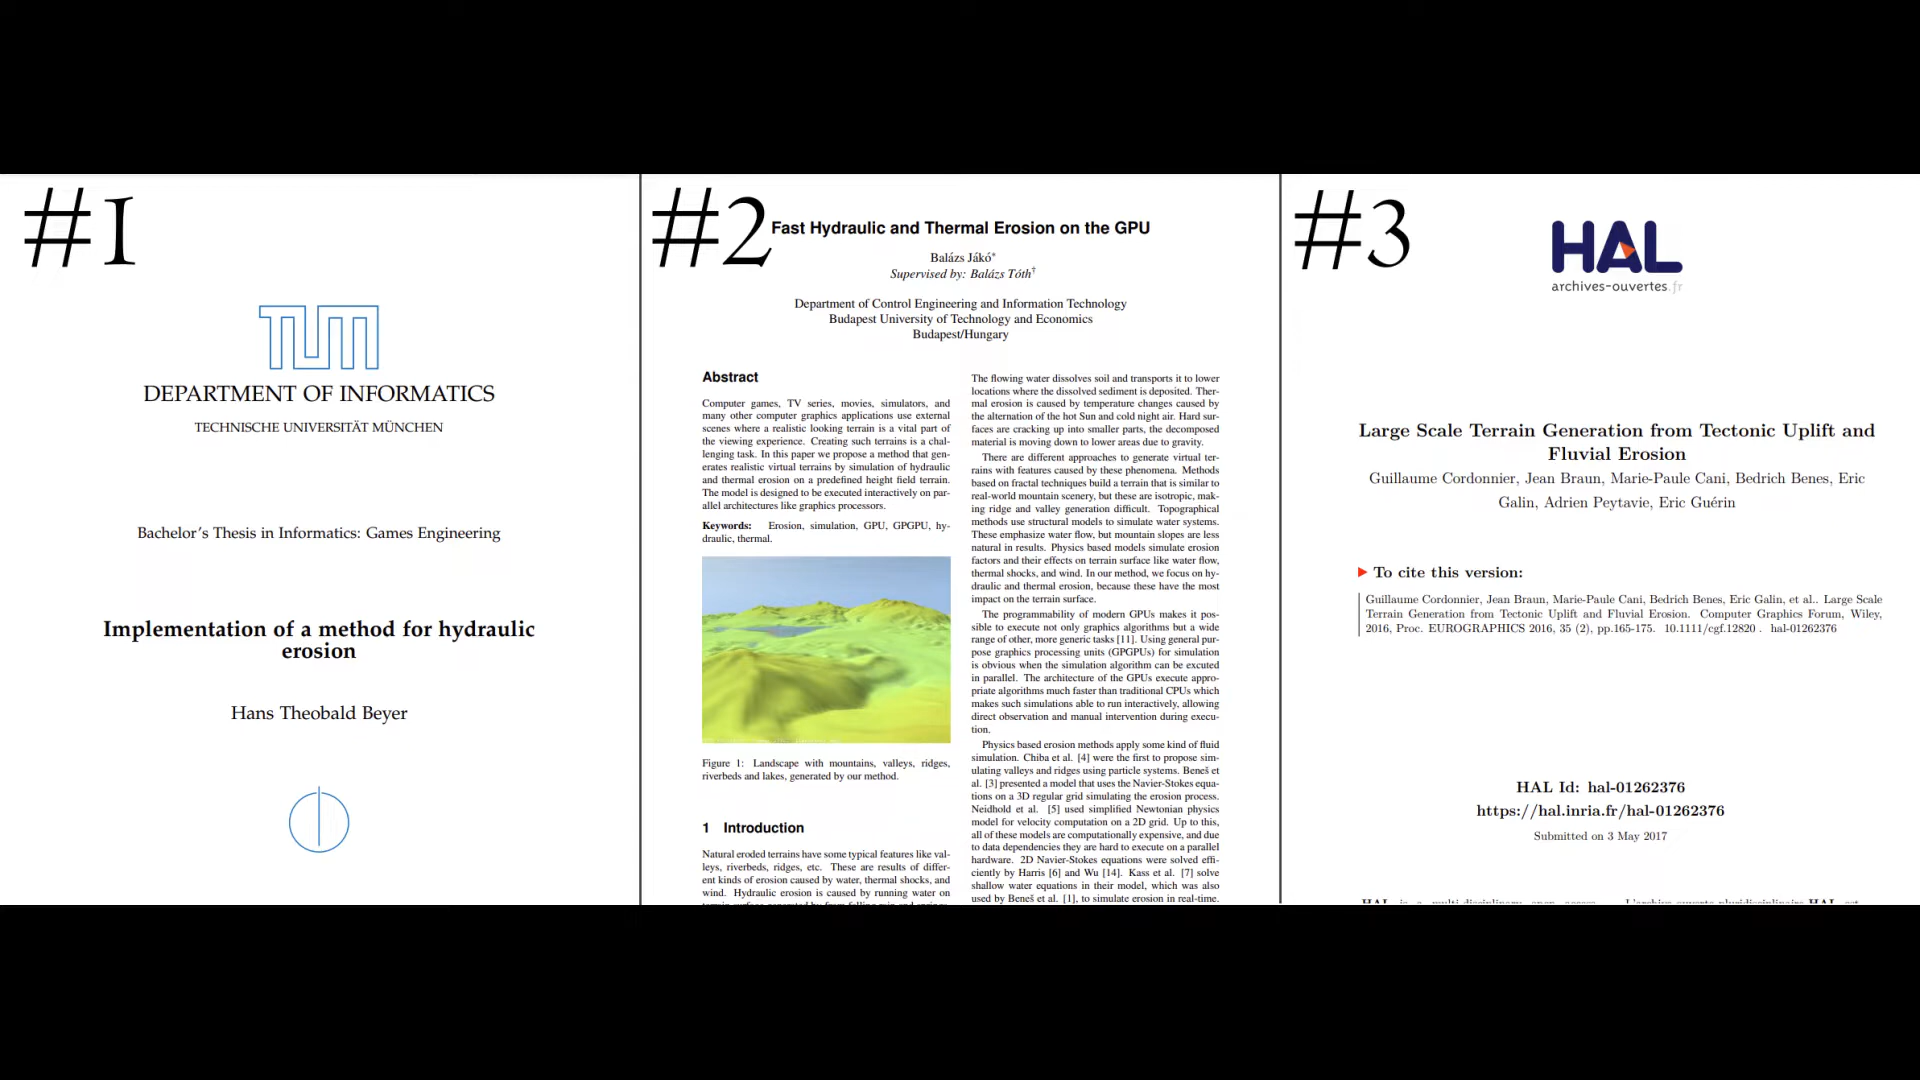 #1
TUM
DEPARTMENT OF INFORMATICS
TECHNISCHE UNIVERSITÄT MÜNCHEN
Bachelor's Thesis in Informatics: Games Engineering
Implementation of a method for hydraulic
erosion
Hans Theobald Beyer
#2
Fast Hydraulic and Thermal Erosion on the GPU
Balázs Jákó*
Supervised by: Balázs Tóth†
Department of Control Engineering and Information Technology
Budapest University of Technology and Economics
Budapest/Hungary
Abstract
Computer games, TV series, movies, simulators, and
many other computer graphics applications use external
scenes where a realistic looking terrain is a vital part of
the viewing experience. Creating such terrains is a chal-
lenging task. In this paper we propose a method that gen-
erates realistic virtual terrains by simulation of hydraulic
and thermal erosion on a predefined height field terrain.
The model is designed to be executed interactively on par-
allel architectures like graphics processors.
Keywords: Erosion, simulation, GPU, GPGPU, hy-
draulic, thermal.
Figure 1: Landscape with mountains, valleys, ridges,
riverbeds and lakes, generated by our method.
1 Introduction
Natural eroded terrains have some typical features like val-
leys, riverbeds, ridges, etc. These are results of differ-
ent kinds of erosion caused by water, thermal shocks, and
wind. Hydraulic erosion is caused by running water on
The flowing water dissolves soil and transports it to lower
locations where the dissolved sediment is deposited. Ther-
mal erosion is caused by temperature changes caused by
the alternation of the hot Sun and cold night air. Hard sur-
faces are cracking up into smaller parts, the decomposed
material is moving down to lower areas due to gravity.
There are different approaches to generate virtual ter-
rains with features caused by these phenomena. Methods
based on fractal techniques build a terrain that is similar to
real-world mountain scenery, but these are isotropic, mak-
ing ridge and valley generation difficult. Topographical
methods use structural models to simulate water systems.
These emphasize water flow, but mountain slopes are less
natural in results. Physics based models simulate erosion
factors and their effects on terrain surface like water flow,
thermal shocks, and wind. In our method, we focus on hy-
draulic and thermal erosion, because these have the most
impact on the terrain surface.
The programmability of modern GPUs makes it pos-
sible to execute not only graphics algorithms but a wide
range of other, more generic tasks [11]. Using general pur-
pose graphics processing units (GPGPUs) for simulation
is obvious when the simulation algorithm can be excuted
in parallel. The architecture of the GPUs execute appro-
priate algorithms much faster than traditional CPUs which
makes such simulations able to run interactively, allowing
direct observation and manual intervention during execu-
tion.
Physics based erosion methods apply some kind of fluid
simulation. Chiba et al. [4] were the first to propose sim-
ulating valleys and ridges using particle systems. Beneš et
al. [3] presented a model that uses the Navier-Stokes equa-
tions on a 3D regular grid simulating the erosion process.
Neidhold et al. [5] used simplified Newtonian physics
model for velocity computation on a 2D grid. Up to this,
all of these models are computationally expensive, and due
to data dependencies they are hard to execute on a parallel
hardware. 2D Navier-Stokes equations were solved effi-
ciently by Harris [6] and Wu [14]. Kass et al. [7] solve
shallow water equations in their model, which was also
used by Beneš et al. [1], to simulate erosion in real-time.
#3
HAL
archives-ouvertes.fr
Large Scale Terrain Generation from Tectonic Uplift and
Fluvial Erosion
Guillaume Cordonnier, Jean Braun, Marie-Paule Cani, Bedrich Benes, Eric
Galin, Adrien Peytavie, Eric Guérin
To cite this version:
Guillaume Cordonnier, Jean Braun, Marie-Paule Cani, Bedrich Benes, Eric Galin, et al.. Large Scale
Terrain Generation from Tectonic Uplift and Fluvial Erosion. Computer Graphics Forum, Wiley,
2016, Proc. EUROGRAPHICS 2016, 35 (2), pp.165-175. 10.1111/cgf.12820 . hal-01262376
HAL Id: hal-01262376
https://hal.inria.fr/hal-01262376
Submitted on 3 May 2017